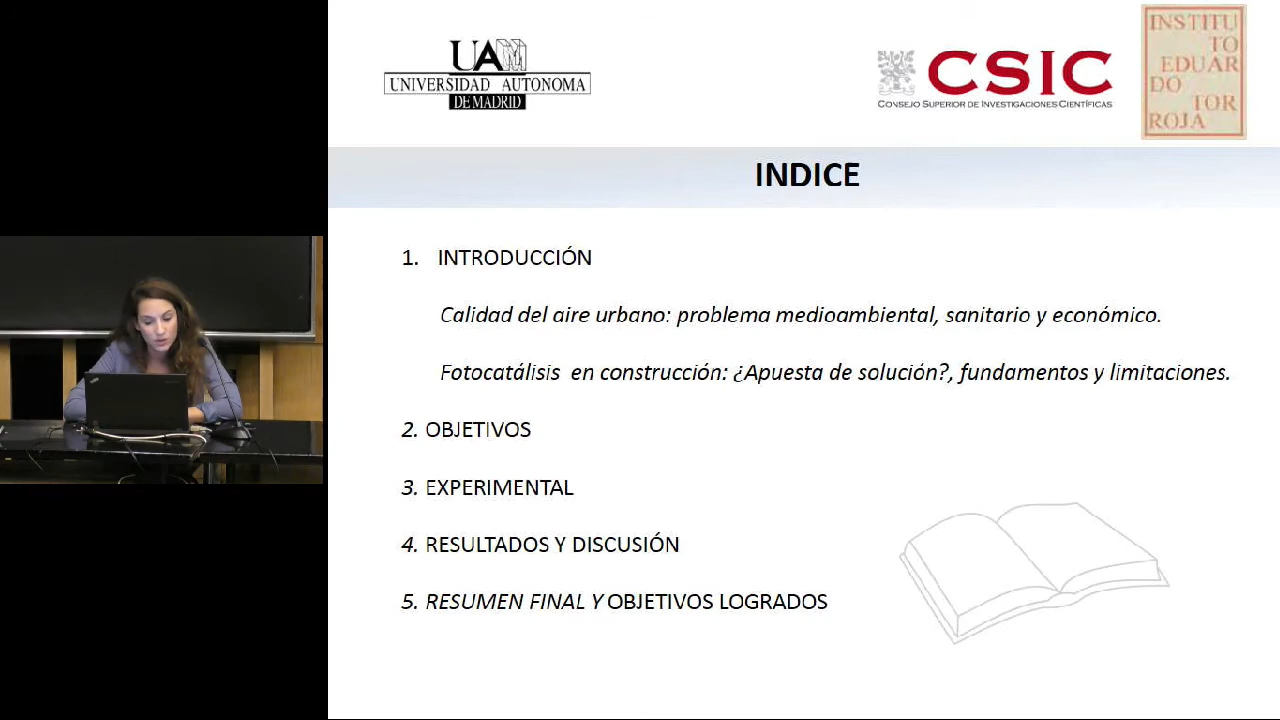 UAM
UNIVERSIDAD AUTONOMA
DE MADRID
CSIC
CONSEJO SUPERIOR DE INVESTIGACIONES CIENTÍFICAS
INSTITU
TO
EDUAR
DO
TOR
ROJA
INDICE
1. INTRODUCCIÓN
Calidad del aire urbano: problema medioambiental, sanitario y económico.
Fotocatálisis en construcción: ¿Apuesta de solución?, fundamentos y limitaciones.
2. OBJETIVOS
3. EXPERIMENTAL
4. RESULTADOS Y DISCUSIÓN
5. RESUMEN FINAL Y OBJETIVOS LOGRADOS